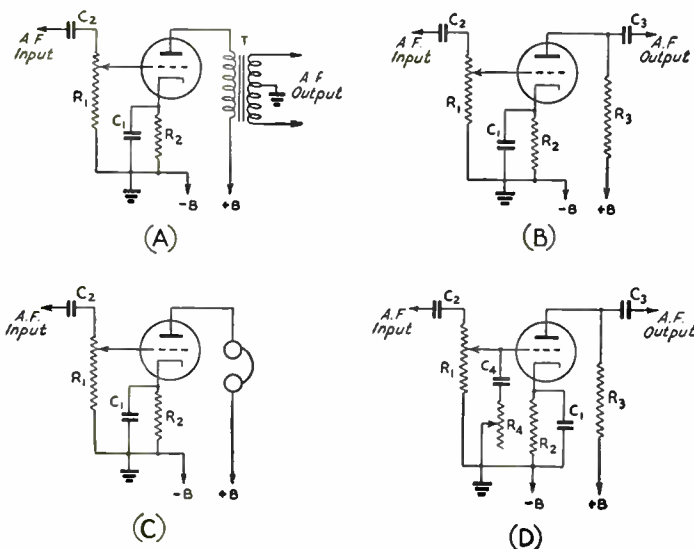 C₂
A.F. Input
R₁
C₁
R₂
T
A.F. Output
-B
+B
(A)
C₂
A.F. Input
R₁
C₁
R₂
C₃
A.F. Output
R₃
-B
+B
(B)
C₂
A.F. Input
R₁
C₁
R₂
-B
+B
(C)
C₂
A.F. Input
R₁
C₄
R₄
R₂
C₁
C₃
A.F. Output
R₃
-B
+B
(D)